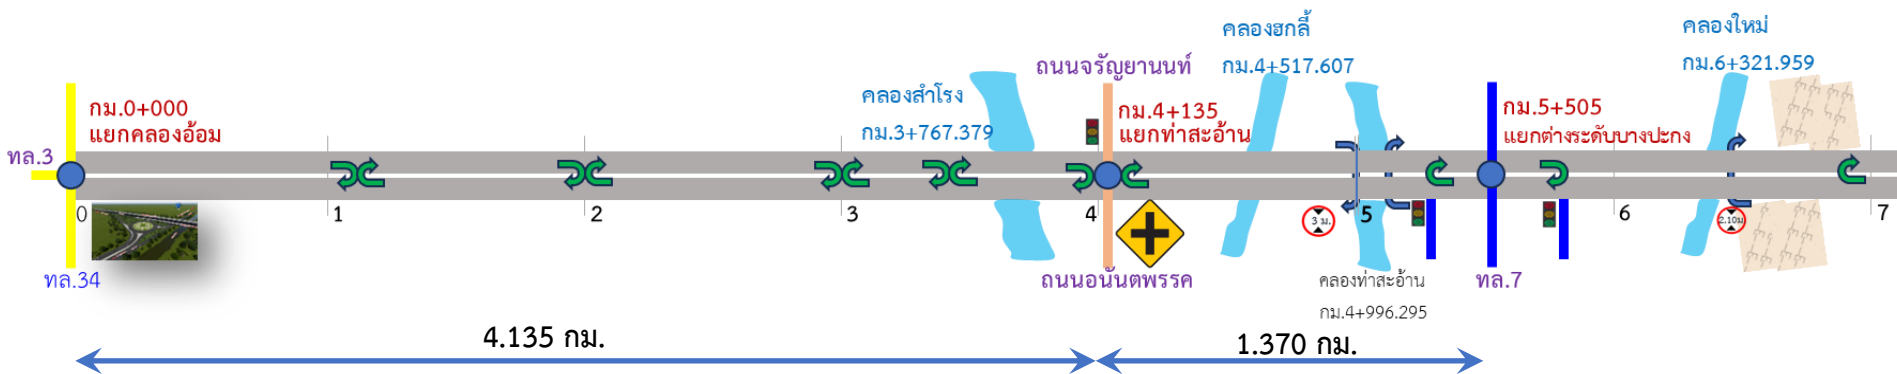 คลองฮกลี้
กม.4+517.607
คลองใหม่
กม.6+321.959
ถนนจรัญยานนท์
คลองสำโรง
กม.3+767.379
กม.0+000
แยกคลองอ้อม
กม.4+135
แยกท่าสะอ้าน
กม.5+505
แยกต่างระดับบางปะกง
ทล.3
0
1
2
3
4
5
6
7
3 ม.
2.10ม
ทล.34
ถนนอนันตพรรค
คลองท่าสะอ้าน
กม.4+996.295
ทล.7
4.135 กม.
1.370 กม.